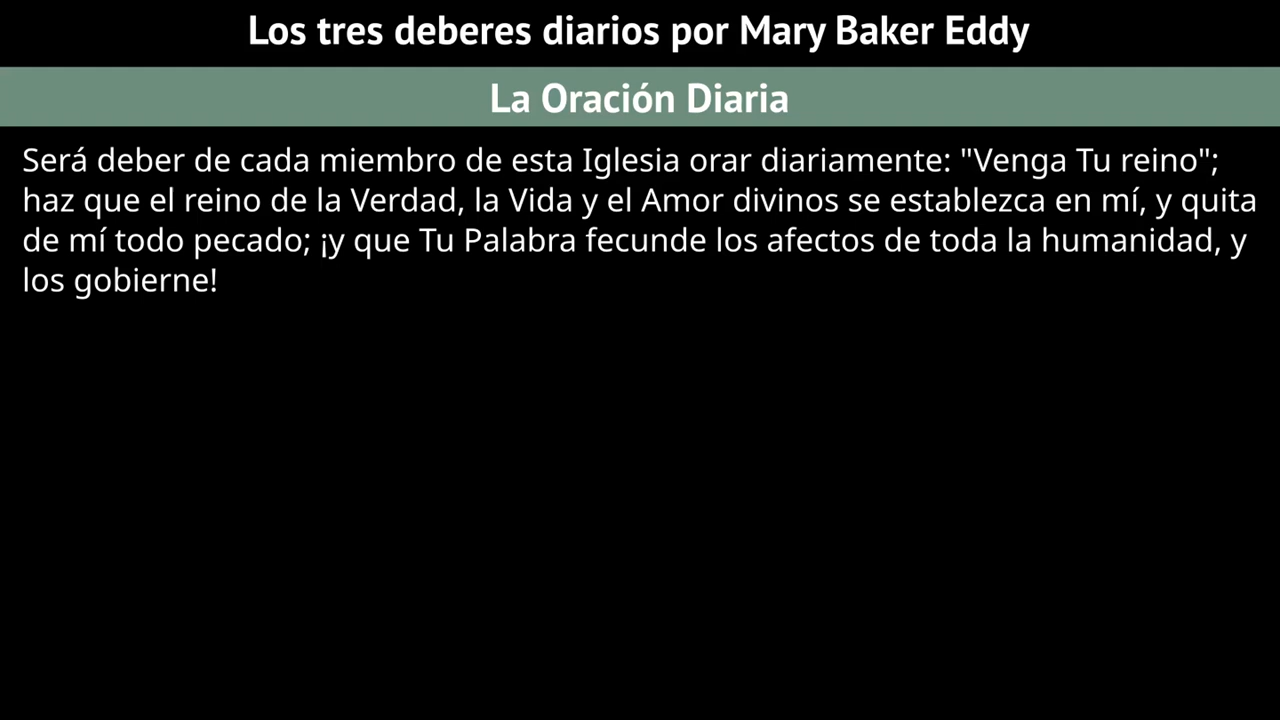 Los tres deberes diarios por Mary Baker Eddy
La Oración Diaria
Será deber de cada miembro de esta Iglesia orar diariamente: "Venga Tu reino";
haz que el reino de la Verdad, la Vida y el Amor divinos se establezca en mí, y quita
de mí todo pecado; ¡y que Tu Palabra fecunde los afectos de toda la humanidad, y
los gobierne!